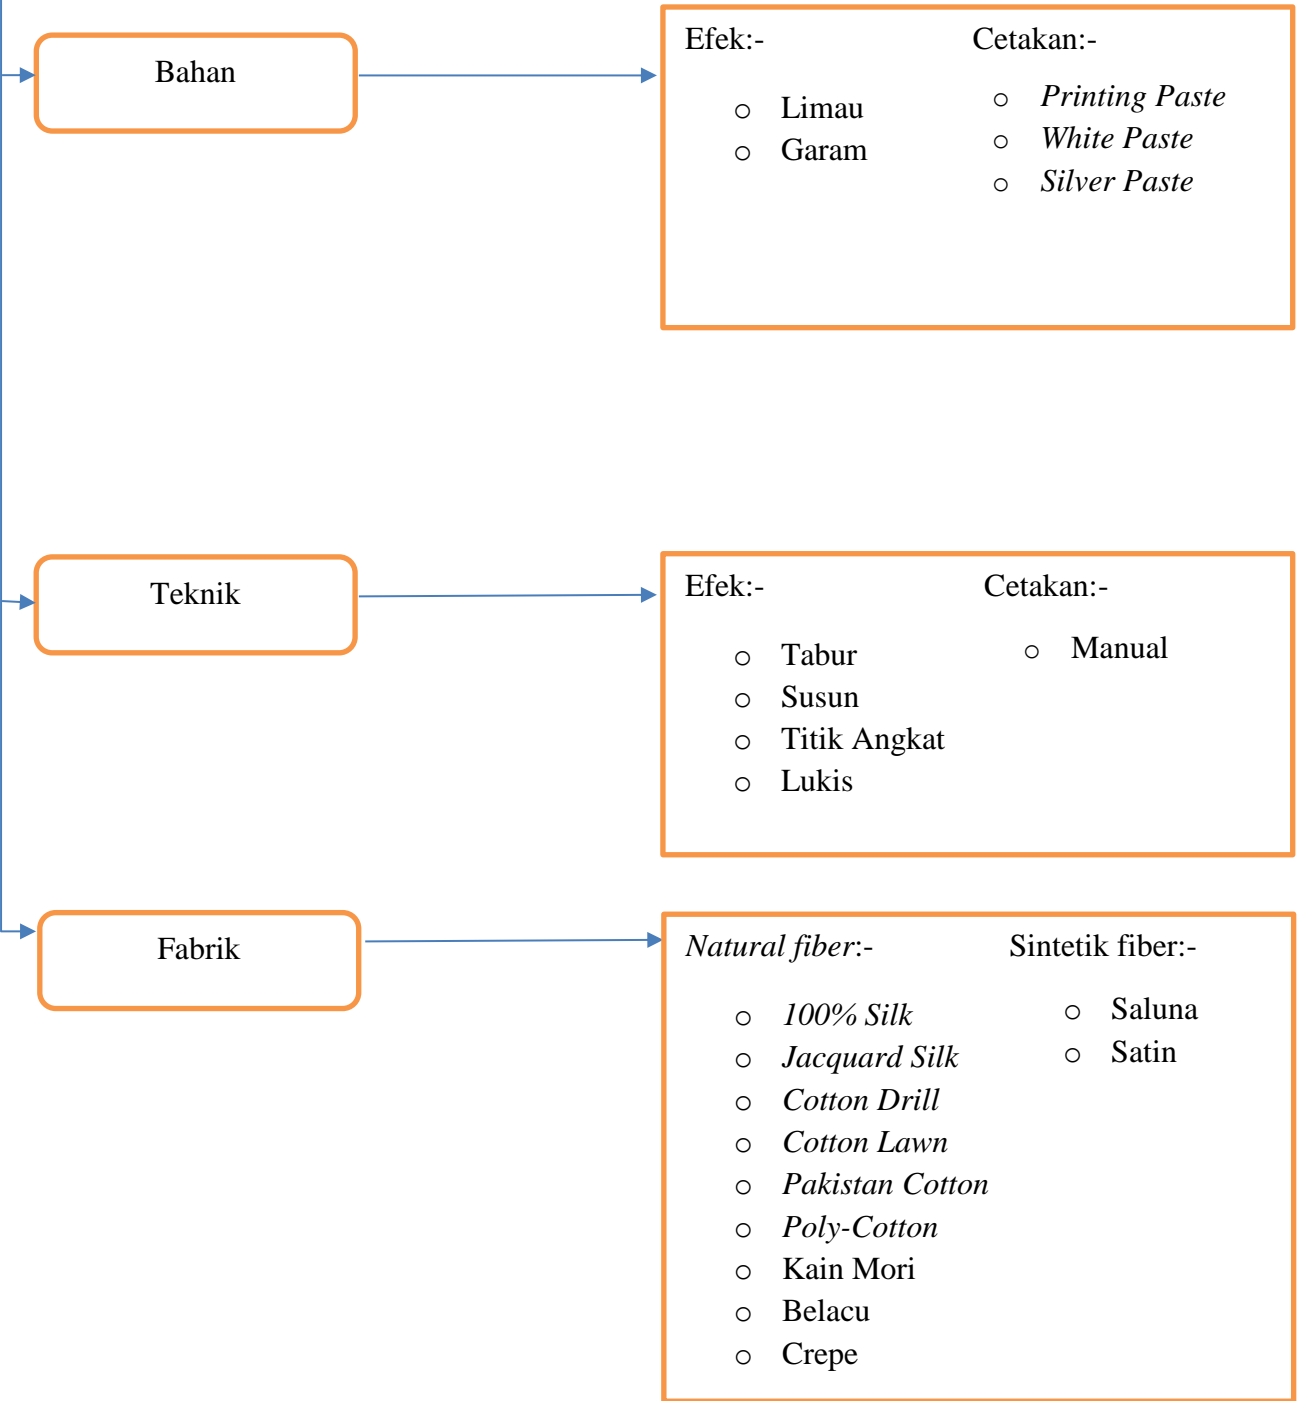 Bahan
Efek:-
Cetakan:-
o Limau
o Garam
o Printing Paste
o White Paste
o Silver Paste
Teknik
Efek:-
Cetakan:-
o Tabur
o Susun
o Titik Angkat
o Lukis
o Manual
Fabrik
Natural fiber:-
Sintetik fiber:-
o 100% Silk
o Jacquard Silk
o Cotton Drill
o Cotton Lawn
o Pakistan Cotton
o Poly-Cotton
o Kain Mori
o Belacu
o Crepe
o Saluna
o Satin